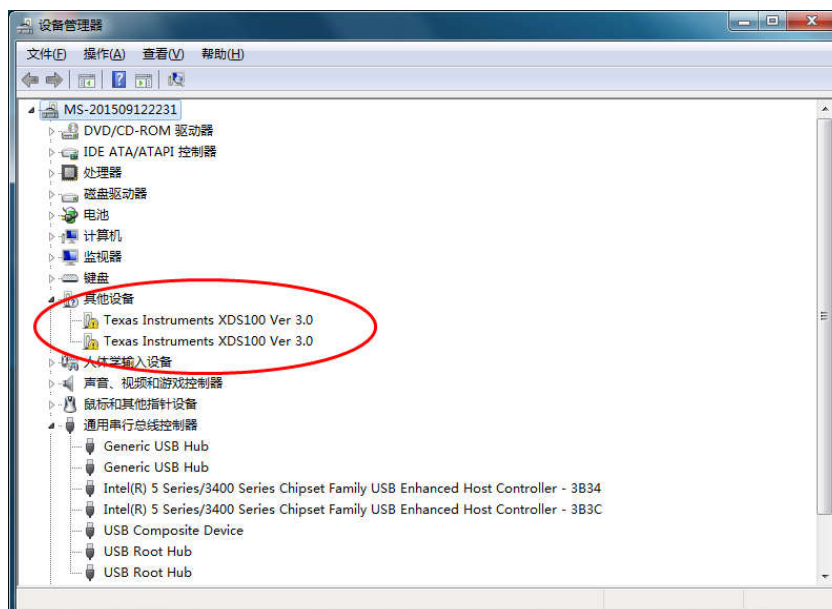 设备管理器
文件(F) 操作(A) 查看(V) 帮助(H)
MS-201509122231
DVD/CD-ROM 驱动器
IDE ATA/ATAPI 控制器
处理器
磁盘驱动器
电池
计算机
监视器
键盘
其他设备
Texas Instruments XDS100 Ver 3.0
Texas Instruments XDS100 Ver 3.0
人体学输入设备
声音、视频和游戏控制器
鼠标和其他指针设备
通用串行总线控制器
Generic USB Hub
Generic USB Hub
Intel(R) 5 Series/3400 Series Chipset Family USB Enhanced Host Controller - 3B34
Intel(R) 5 Series/3400 Series Chipset Family USB Enhanced Host Controller - 3B3C
USB Composite Device
USB Root Hub
USB Root Hub